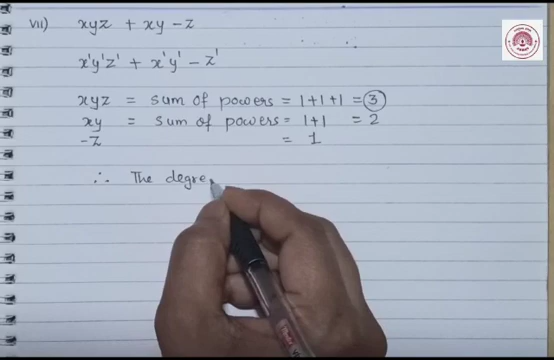 VII) xyz + xy - z
x¹y¹z¹ + x¹y¹ - z¹
xyz = sum of powers = 1+1+1 = 3
xy = sum of powers = 1+1 = 2
-z = 1
∴ The degre